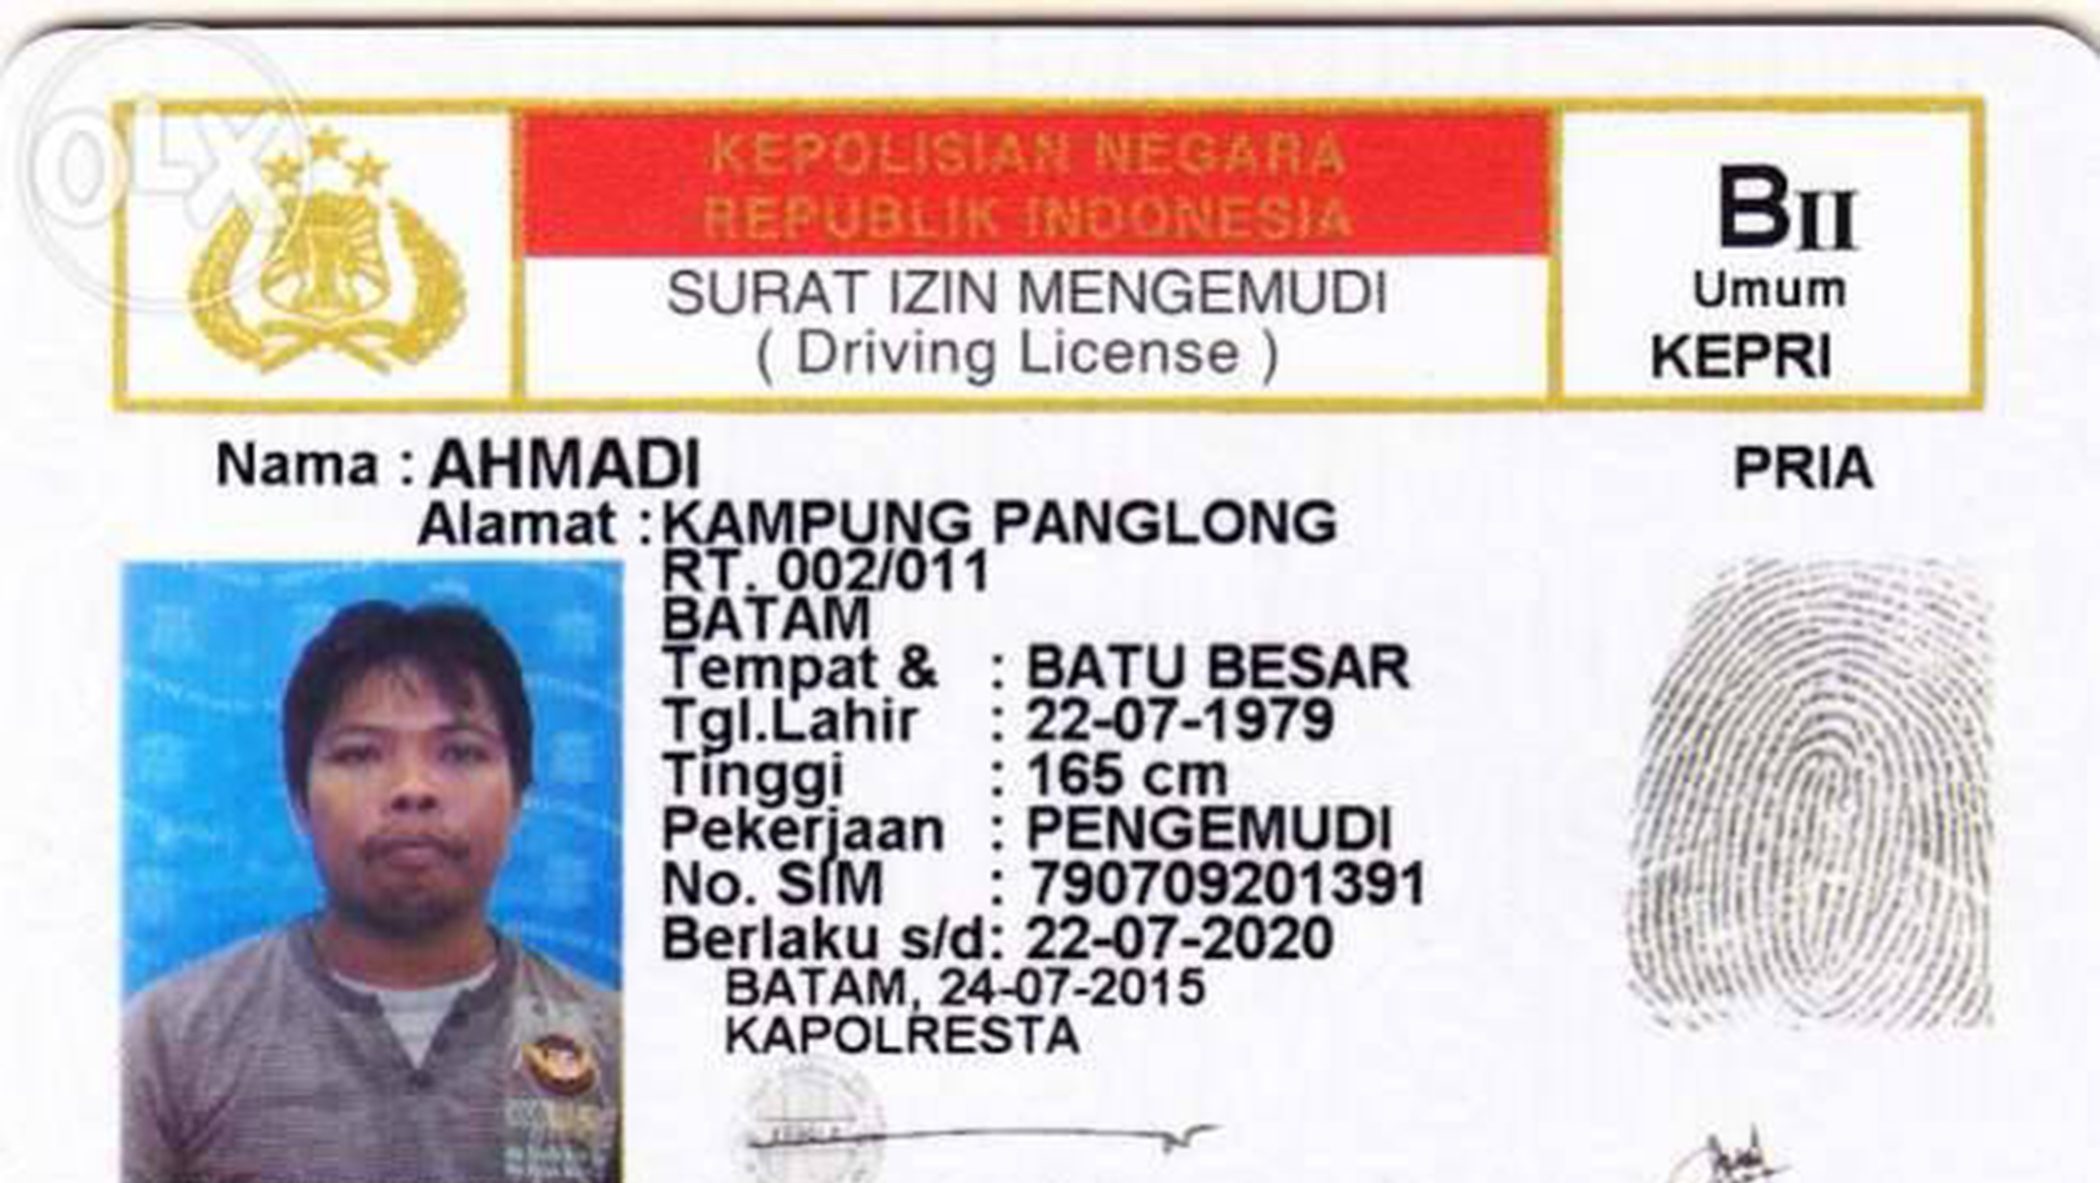 OLX
KEPOLISIAN NEGARA
REPUBLIK INDONESIA
SURAT IZIN MENGEMUDI
( Driving License )
BII
Umum
KEPRI
Nama : AHMADI
PRIA
Alamat : KAMPUNG PANGLONG
RT. 002/011
BATAM
Tempat & : BATU BESAR
Tgl.Lahir : 22-07-1979
Tinggi : 165 cm
Pekerjaan : PENGEMUDI
No. SIM : 790709201391
Berlaku s/d: 22-07-2020
BATAM, 24-07-2015
KAPOLRESTA